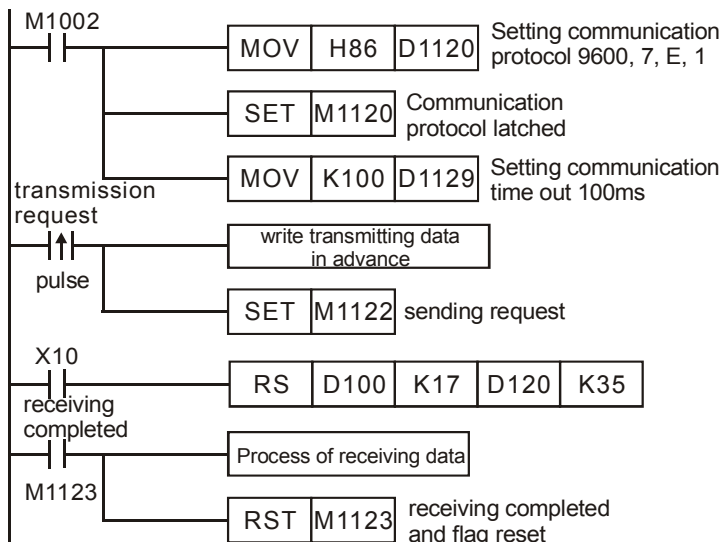 M1002
MOV H86 D1120
Setting communication
protocol 9600, 7, E, 1
SET M1120
Communication
protocol latched
MOV K100 D1129
Setting communication
time out 100ms
transmission
request
pulse
write transmitting data
in advance
SET M1122
sending request
X10
RS D100 K17 D120 K35
receiving
completed
M1123
Process of receiving data
RST M1123
receiving completed
and flag reset